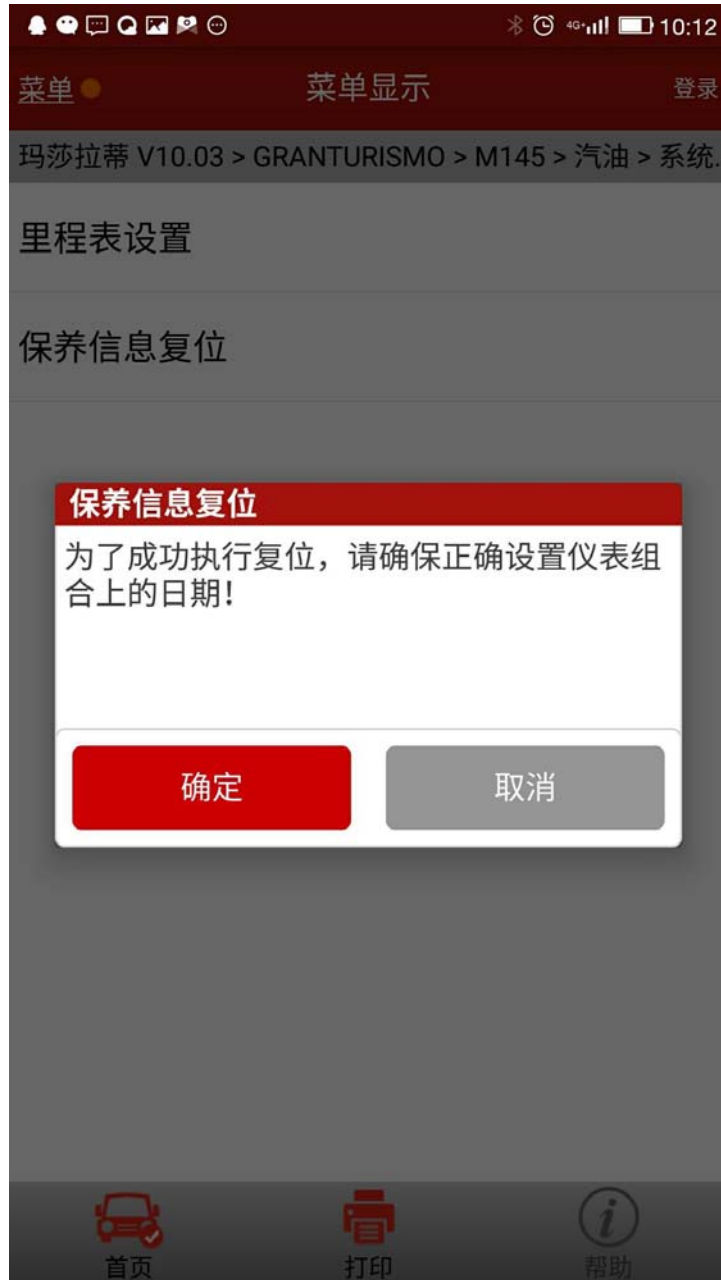 4G+ 10:12
菜单 菜单显示 登录
玛莎拉蒂 V10.03 > GRANTURISMO > M145 > 汽油 > 系统.
里程表设置
保养信息复位
保养信息复位
为了成功执行复位，请确保正确设置仪表组
合上的日期！
确定 取消
首页 打印 帮助